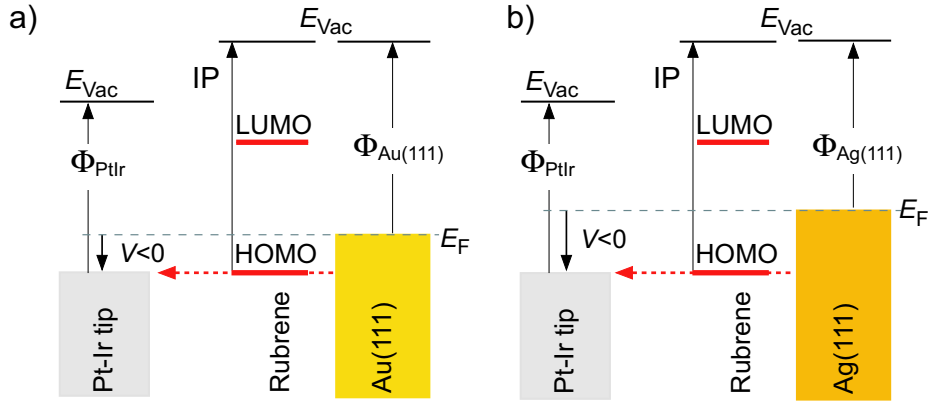 a)
E_Vac
IP
E_Vac
LUMO
Φ_PtIr
Φ_Au(111)
E_F
V<0
HOMO
Pt-Ir tip
Rubrene
Au(111)
b)
E_Vac
IP
E_Vac
LUMO
Φ_PtIr
Φ_Ag(111)
E_F
V<0
HOMO
Pt-Ir tip
Rubrene
Ag(111)